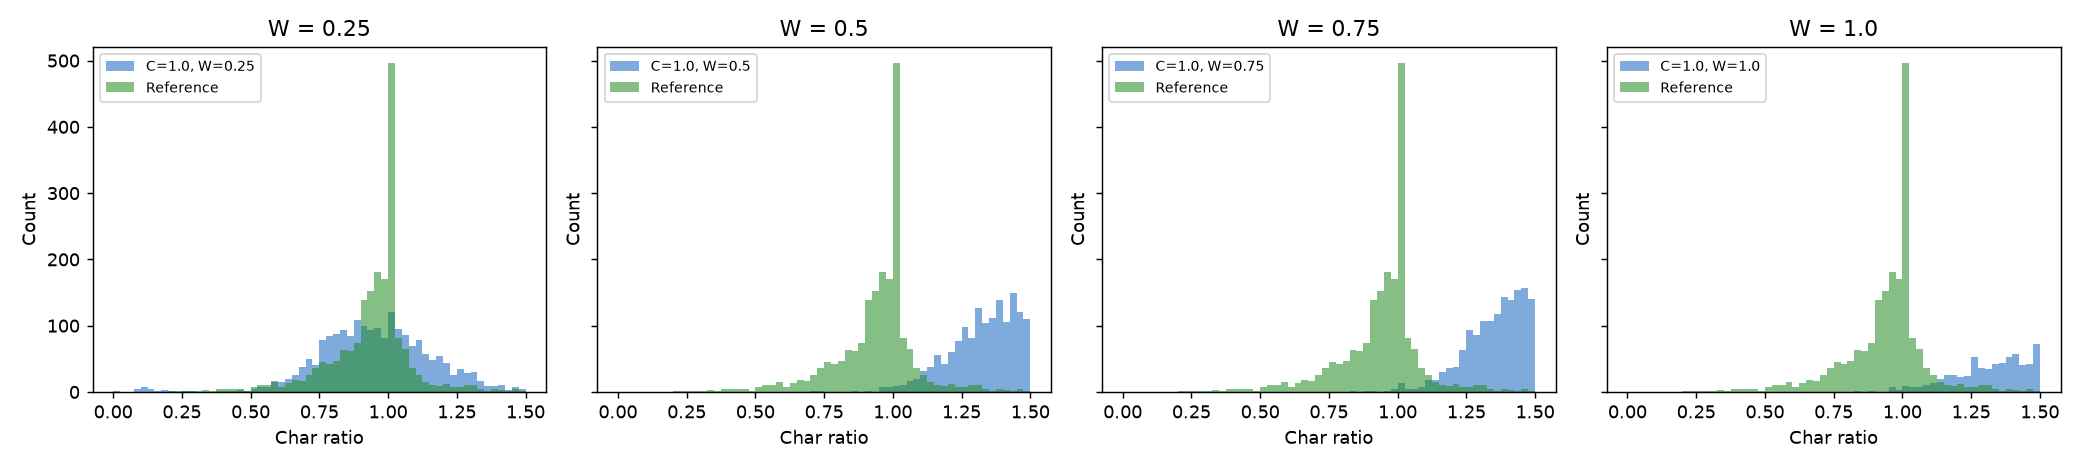 W = 0.25
C=1.0, W=0.25
Reference
500
400
300
200
100
0
Count
0.00 0.25 0.50 0.75 1.00 1.25 1.50
Char ratio
W = 0.5
C=1.0, W=0.5
Reference
Count
0.00 0.25 0.50 0.75 1.00 1.25 1.50
Char ratio
W = 0.75
C=1.0, W=0.75
Reference
Count
0.00 0.25 0.50 0.75 1.00 1.25 1.50
Char ratio
W = 1.0
C=1.0, W=1.0
Reference
Count
0.00 0.25 0.50 0.75 1.00 1.25 1.50
Char ratio